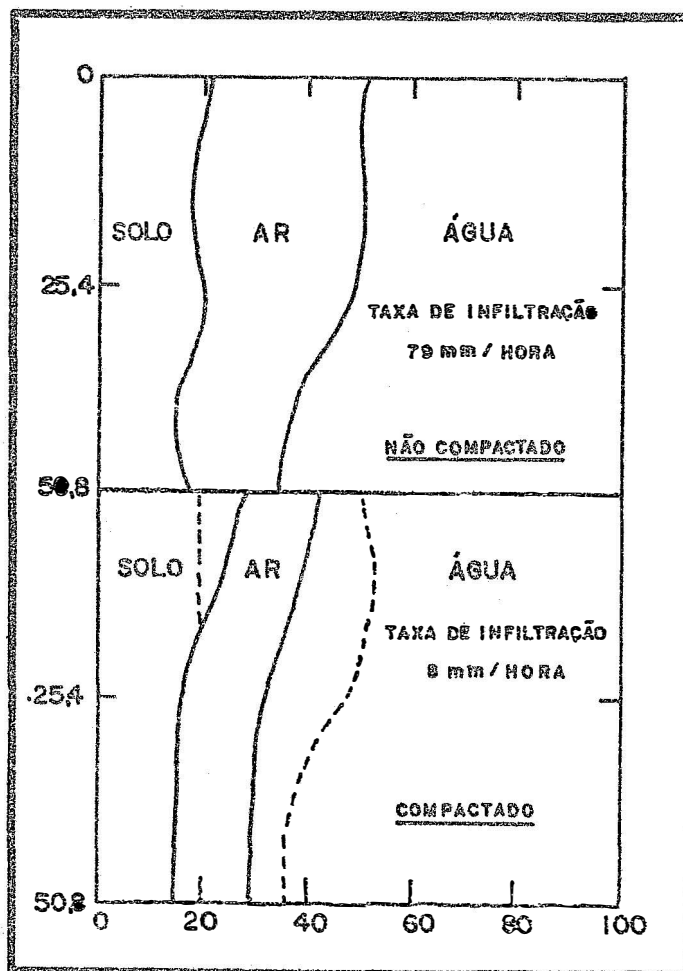 0
SOLO AR ÁGUA
25,4
TAXA DE INFILTRAÇÃO
79 mm / HORA
NÃO COMPACTADO
50,8
SOLO AR ÁGUA
TAXA DE INFILTRAÇÃO
8 mm / HORA
25,4
COMPACTADO
50,8
0 20 40 60 80 100